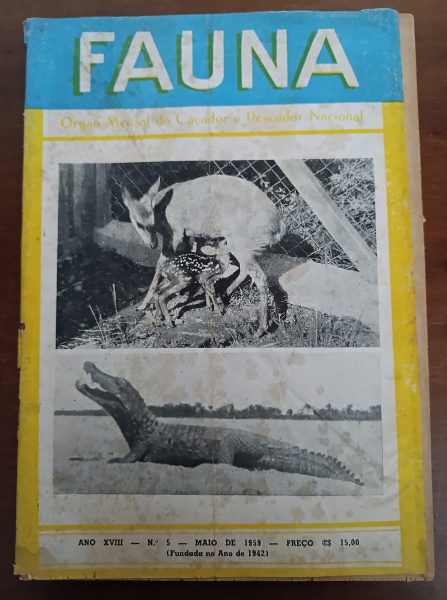 FAUNA
Orgão Mensal do Caçador e Pescador Nacional
ANO XVIII — N.º 5 — MAIO DE 1959 — PREÇO C$ 15,00
(Fundada no Ano de 1942)